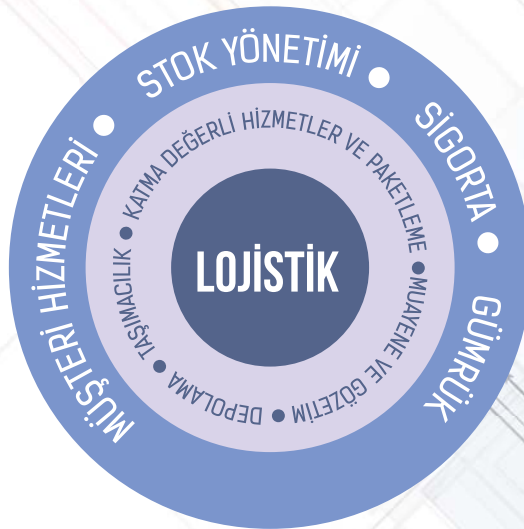 MÜŞTERİ HİZMETLERİ ● STOK YÖNETİMİ ● SİGORTA ● GÜMRÜK
TAŞIMACILIK ● KATMA DEĞERLİ HİZMETLER VE PAKETLEME ● MUAYENE VE GÖZETİM ● DEPOLAMA ●
LOJİSTİK